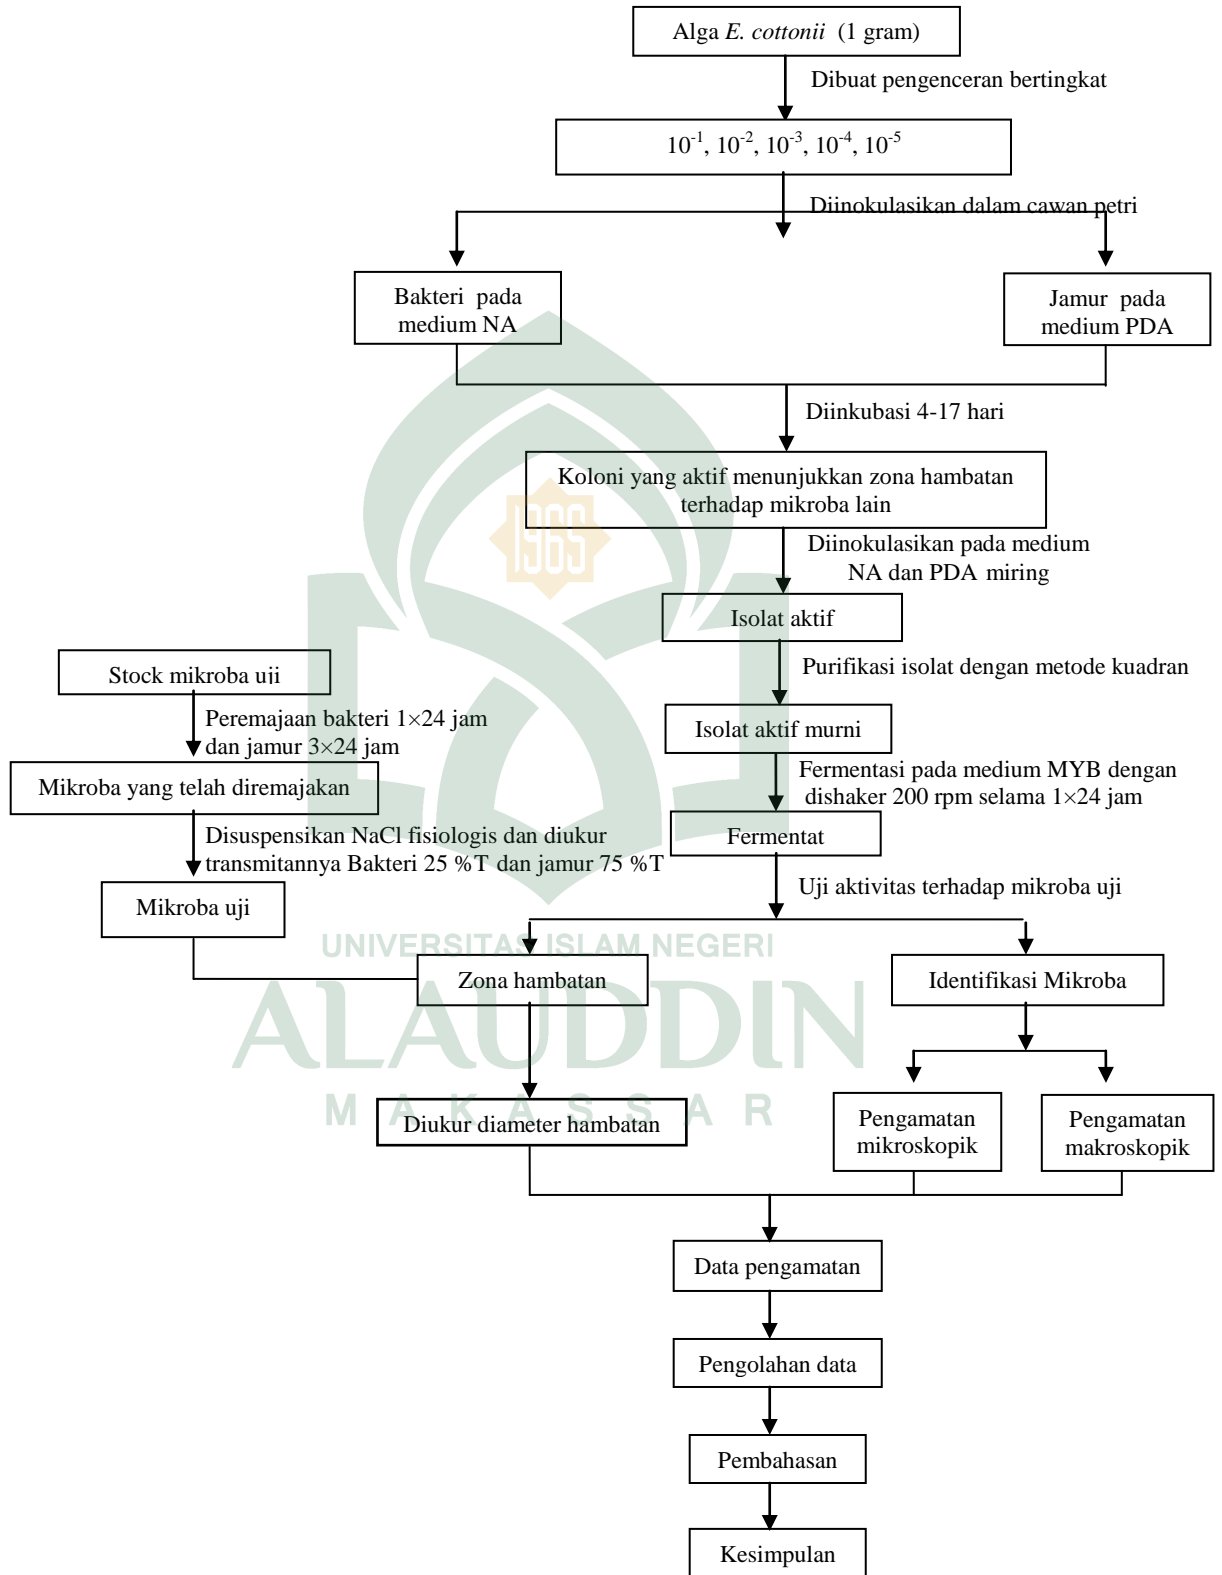 Alga E. cottonii (1 gram)
Dibuat pengenceran bertingkat
10⁻¹, 10⁻², 10⁻³, 10⁻⁴, 10⁻⁵
Diinokulasikan dalam cawan petri
Bakteri pada
medium NA
Jamur pada
medium PDA
Diinkubasi 4-17 hari
Koloni yang aktif menunjukkan zona hambatan
terhadap mikroba lain
1965
Diinokulasikan pada medium
NA dan PDA miring
Isolat aktif
Purifikasi isolat dengan metode kuadran
Isolat aktif murni
Fermentasi pada medium MYB dengan
dishaker 200 rpm selama 1×24 jam
Fermentat
Uji aktivitas terhadap mikroba uji
Stock mikroba uji
Peremajaan bakteri 1×24 jam
dan jamur 3×24 jam
Mikroba yang telah diremajakan
Disuspensikan NaCl fisiologis dan diukur
transmitannya Bakteri 25 %T dan jamur 75 %T
Mikroba uji
UNIVERSITAS ISLAM NEGERI
ALAUDDIN
MAKASSAR
Zona hambatan
Identifikasi Mikroba
Diukur diameter hambatan
Pengamatan
mikroskopik
Pengamatan
makroskopik
Data pengamatan
Pengolahan data
Pembahasan
Kesimpulan